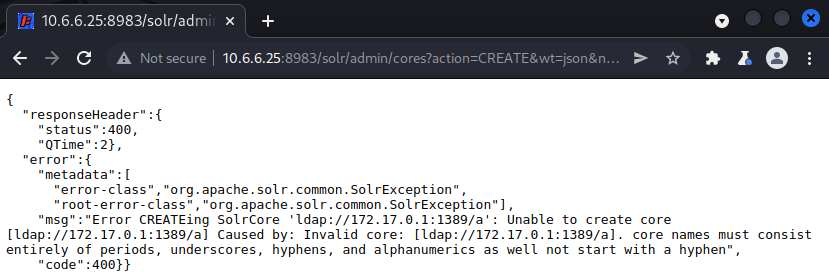 10.6.6.25:8983/solr/admi
Not secure | 10.6.6.25:8983/solr/admin/cores?action=CREATE&wt=json&n...
{
"responseHeader":{
"status":400,
"QTime":2},
"error":{
"metadata":[
"error-class","org.apache.solr.common.SolrException",
"root-error-class","org.apache.solr.common.SolrException"],
"msg":"Error CREATEing SolrCore 'ldap://172.17.0.1:1389/a': Unable to create core
[ldap://172.17.0.1:1389/a] Caused by: Invalid core: [ldap://172.17.0.1:1389/a]. core names must consist
entirely of periods, underscores, hyphens, and alphanumerics as well not start with a hyphen",
"code":400}}